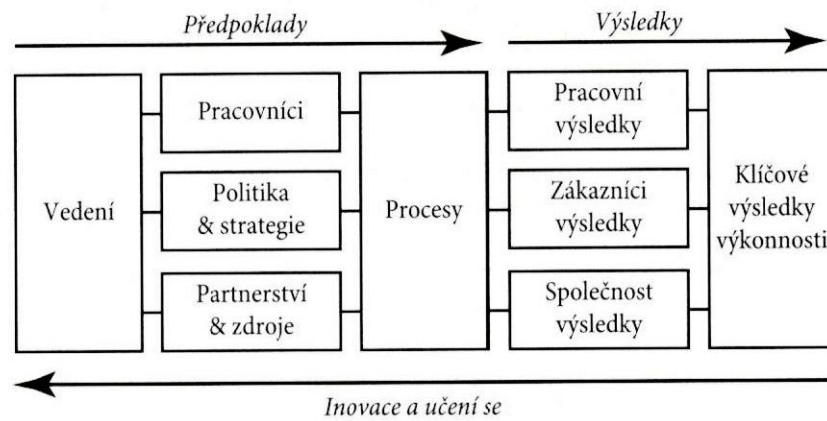 Předpoklady
Výsledky
Vedení
Pracovníci
Politika
& strategie
Partnerství
& zdroje
Procesy
Pracovní
výsledky
Zákazníci
výsledky
Společnost
výsledky
Klíčové
výsledky
výkonnosti
Inovace a učení se